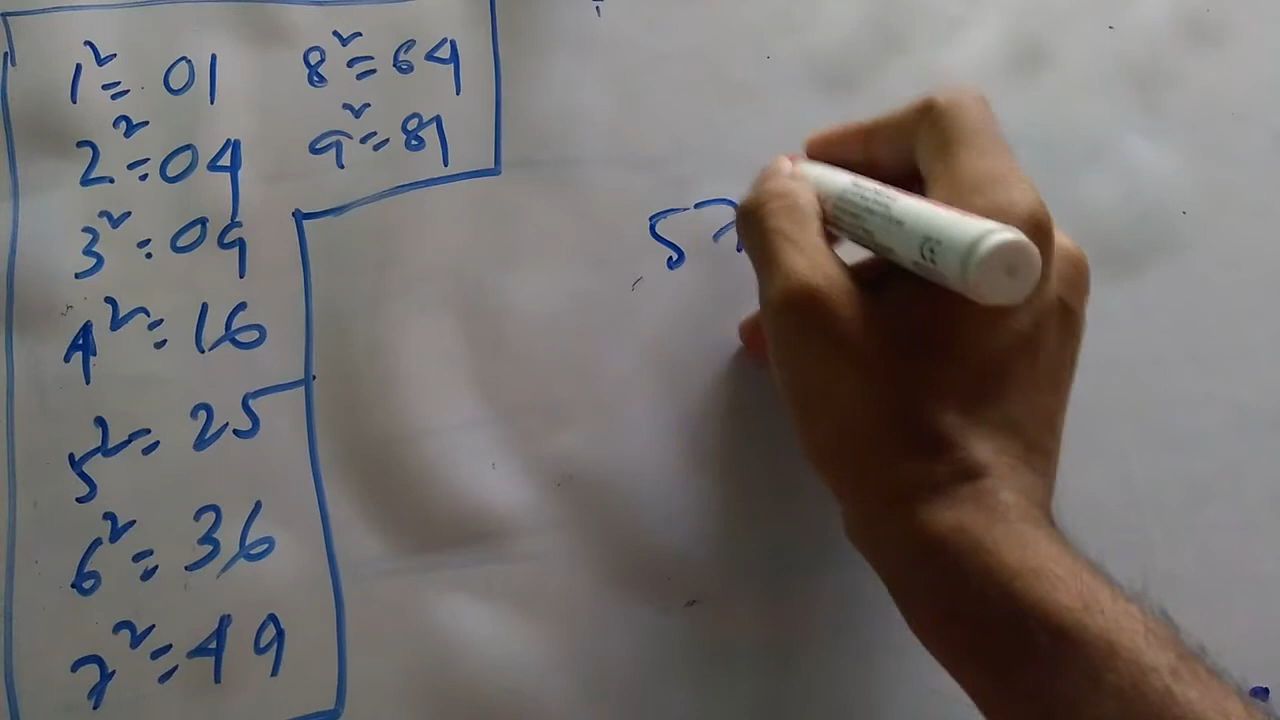 1² = 01
2² = 04
3² = 09
4² = 16
5² = 25
6² = 36
7² = 49
8² = 64
9² = 81
57